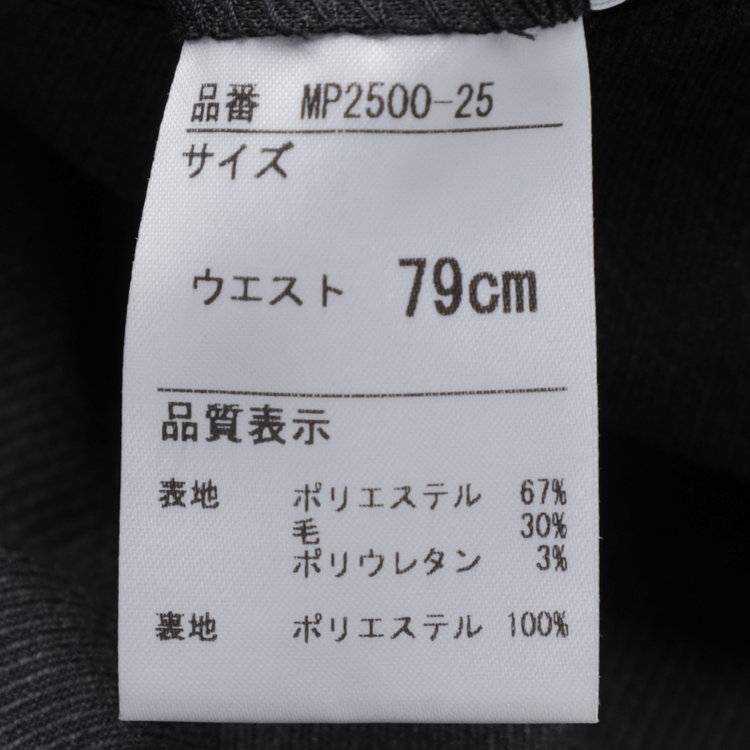 品番 MP2500-25
サイズ
ウエスト 79cm
品質表示
表地 ポリエステル 67%
毛 30%
ポリウレタン 3%
裏地 ポリエステル 100%